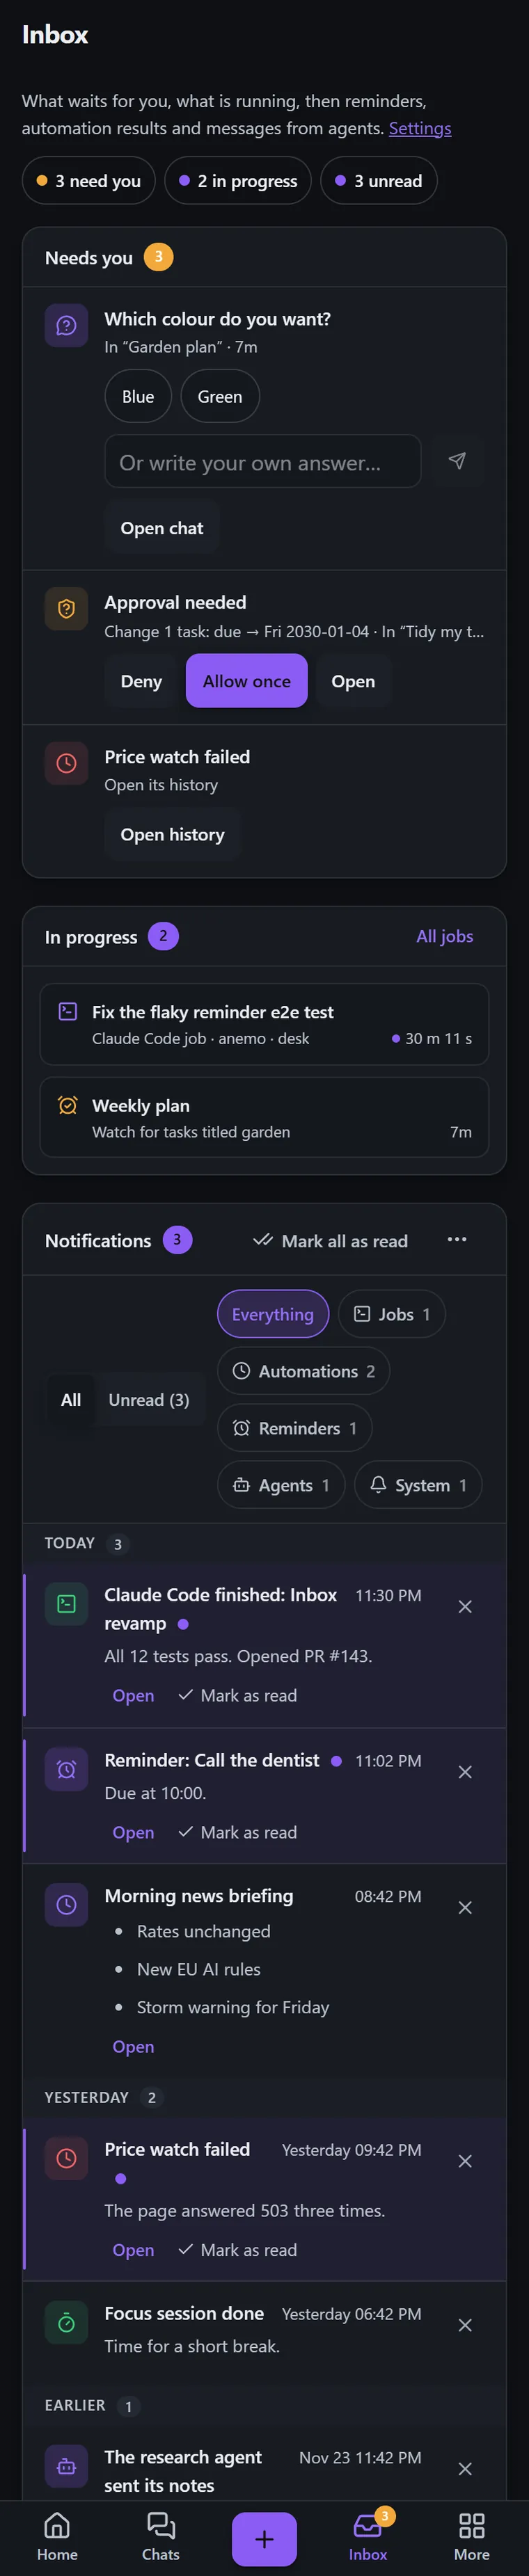 Inbox
What waits for you, what is running, then reminders,
automation results and messages from agents. Settings
3 need you
2 in progress
3 unread
Needs you 3
Which colour do you want?
In “Garden plan” · 7m
Blue
Green
Or write your own answer...
Open chat
Approval needed
Change 1 task: due → Fri 2030-01-04 · In “Tidy my t...
Deny
Allow once
Open
Price watch failed
Open its history
Open history
In progress 2
All jobs
Fix the flaky reminder e2e test
Claude Code job · anemo · desk
30 m 11 s
Weekly plan
Watch for tasks titled garden
7m
Notifications 3
Mark all as read
All
Unread (3)
Everything
Jobs 1
Automations 2
Reminders 1
Agents 1
System 1
TODAY 3
Claude Code finished: Inbox
revamp
11:30 PM
All 12 tests pass. Opened PR #143.
Open
Mark as read
Reminder: Call the dentist
11:02 PM
Due at 10:00.
Open
Mark as read
Morning news briefing
08:42 PM
Rates unchanged
New EU AI rules
Storm warning for Friday
Open
YESTERDAY 2
Price watch failed
Yesterday 09:42 PM
The page answered 503 three times.
Open
Mark as read
Focus session done
Yesterday 06:42 PM
Time for a short break.
EARLIER 1
The research agent
sent its notes
Nov 23 11:42 PM
Home
Chats
Inbox
3
More